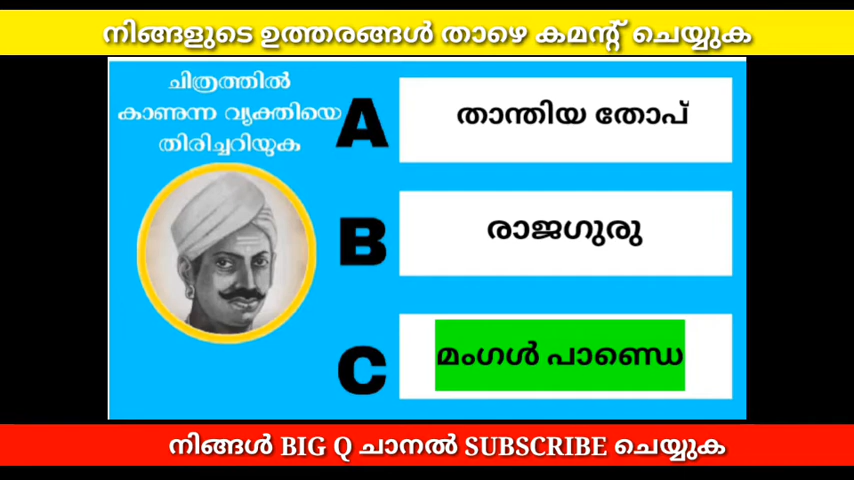 നിങ്ങളുടെ ഉത്തരങ്ങൾ താഴെ കമന്റ് ചെയ്യുക
ചിത്രത്തിൽ
കാണുന്ന വ്യക്തിയെ
തിരിച്ചറിയുക
A താന്തിയ തോപ്
B രാജഗുരു
C മംഗൾ പാണ്ഡെ
നിങ്ങൾ BIG Q ചാനൽ SUBSCRIBE ചെയ്യുക